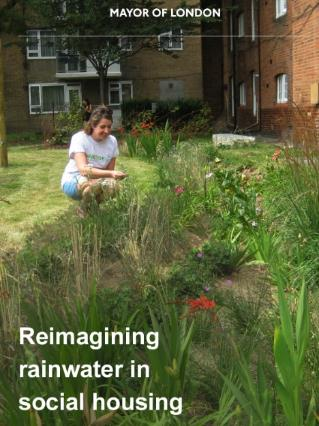 MAYOR OF LONDON
Reimagining
rainwater in
social housing